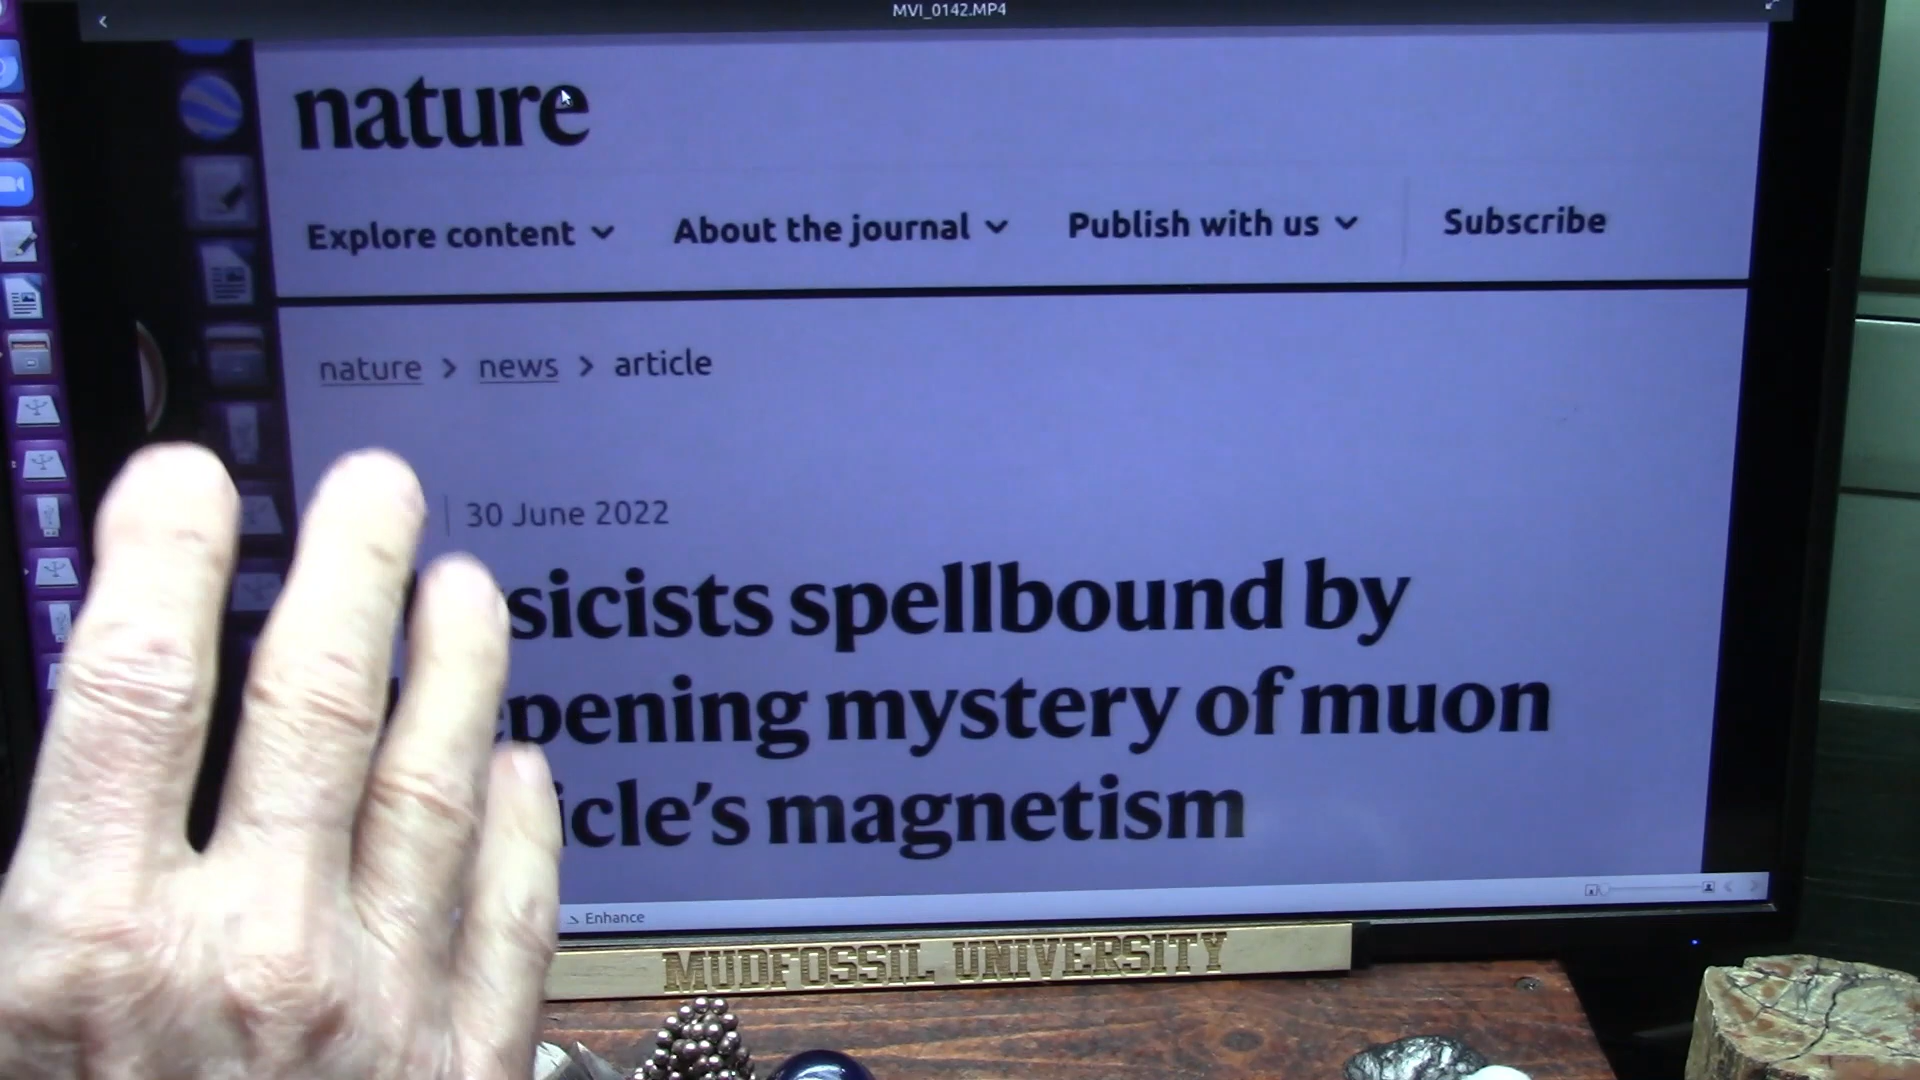 MVI_0142.MP4
nature
Explore content About the journal Publish with us Subscribe
nature > news > article
30 June 2022
sicists spellbound by
epening mystery of muon
icle's magnetism
Enhance
MUDFOSSIL UNIVERSITY